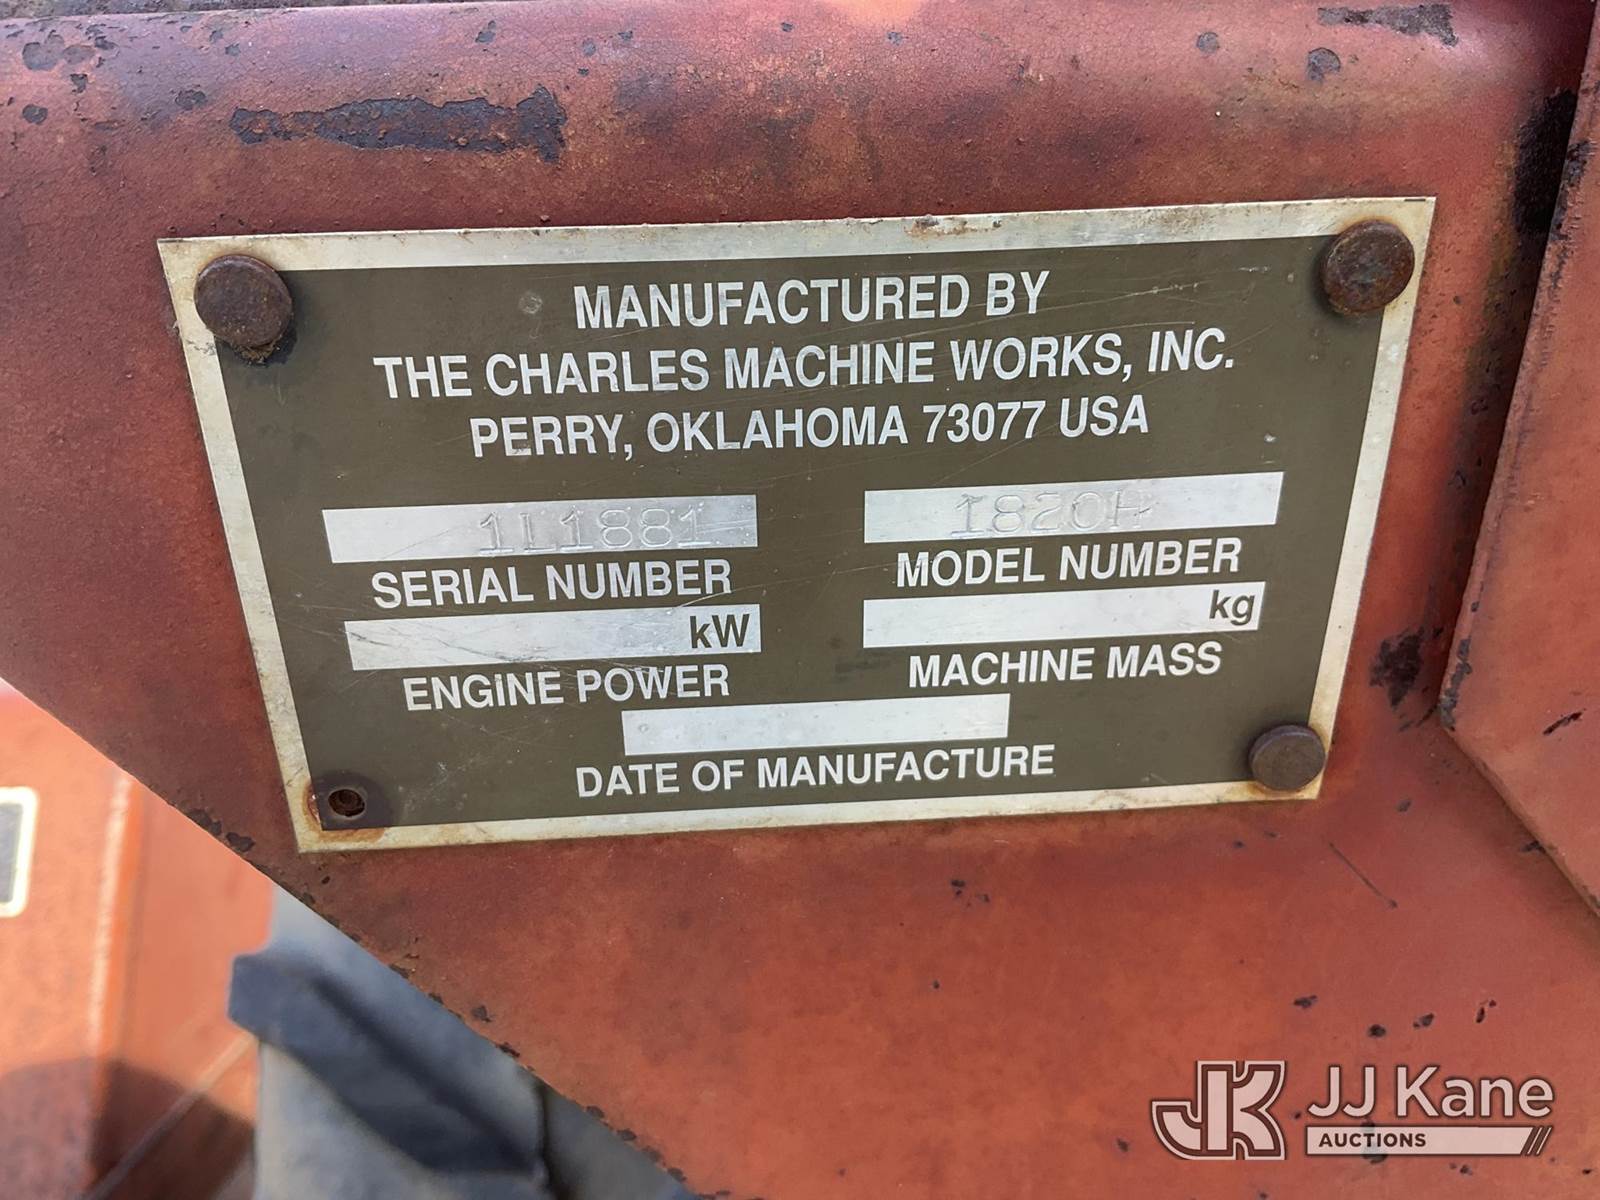 MANUFACTURED BY
THE CHARLES MACHINE WORKS, INC.
PERRY, OKLAHOMA 73077 USA
1L1881 1820H
SERIAL NUMBER MODEL NUMBER
kW kg
ENGINE POWER MACHINE MASS
DATE OF MANUFACTURE
JK JJ Kane
AUCTIONS